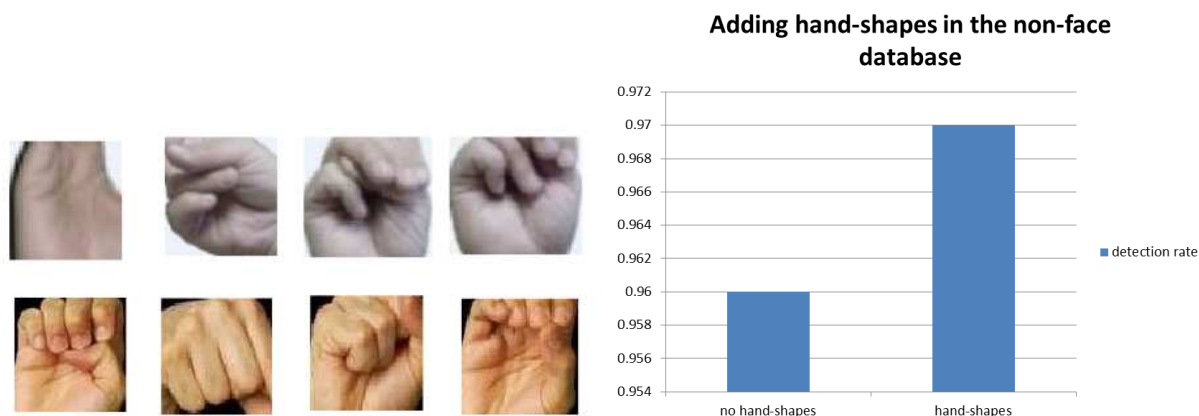 Adding hand-shapes in the non-face
database
0.972
0.97
0.968
0.966
0.964
0.962
0.96
0.958
0.956
0.954
detection rate
no hand-shapes
hand-shapes